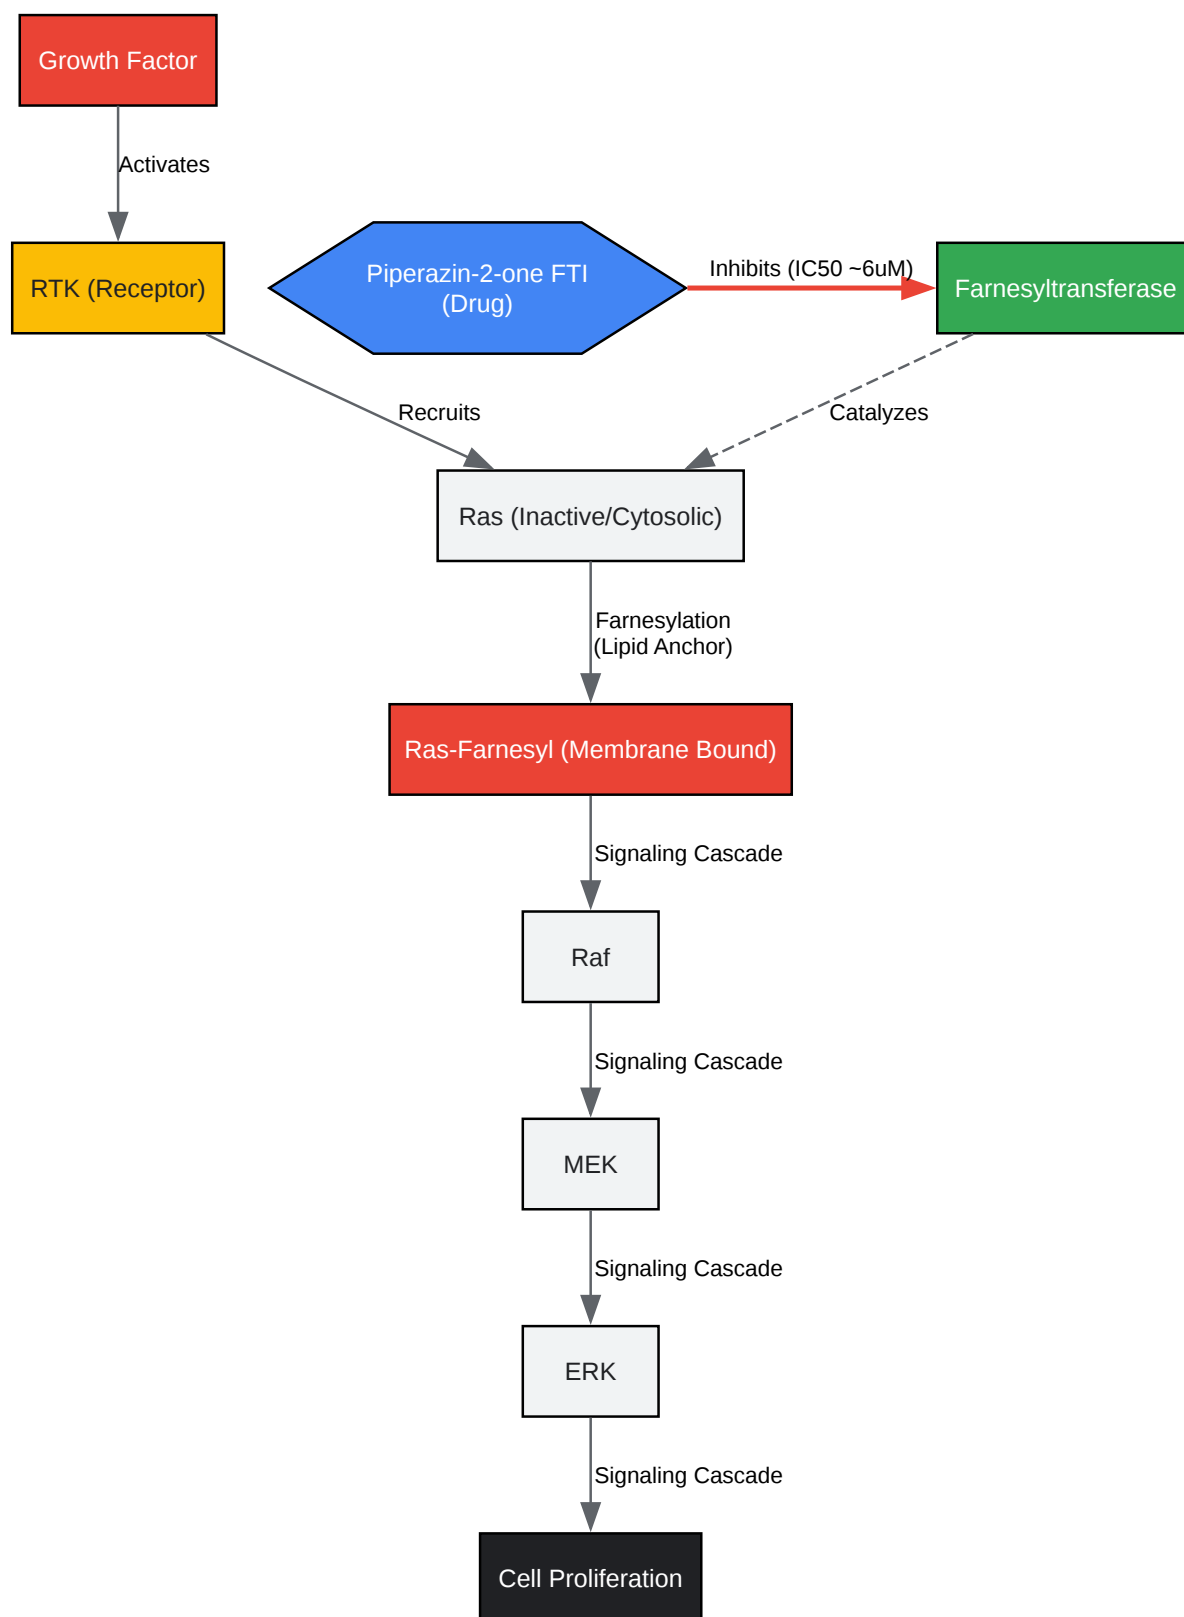 Growth Factor
Activates
RTK (Receptor)
Piperazin-2-one FTI
(Drug)
Inhibits (IC50 ~6uM)
Farnesyltransferase
Recruits
Catalyzes
Ras (Inactive/Cytosolic)
Farnesylation
(Lipid Anchor)
Ras-Farnesyl (Membrane Bound)
Signaling Cascade
Raf
Signaling Cascade
MEK
Signaling Cascade
ERK
Signaling Cascade
Cell Proliferation